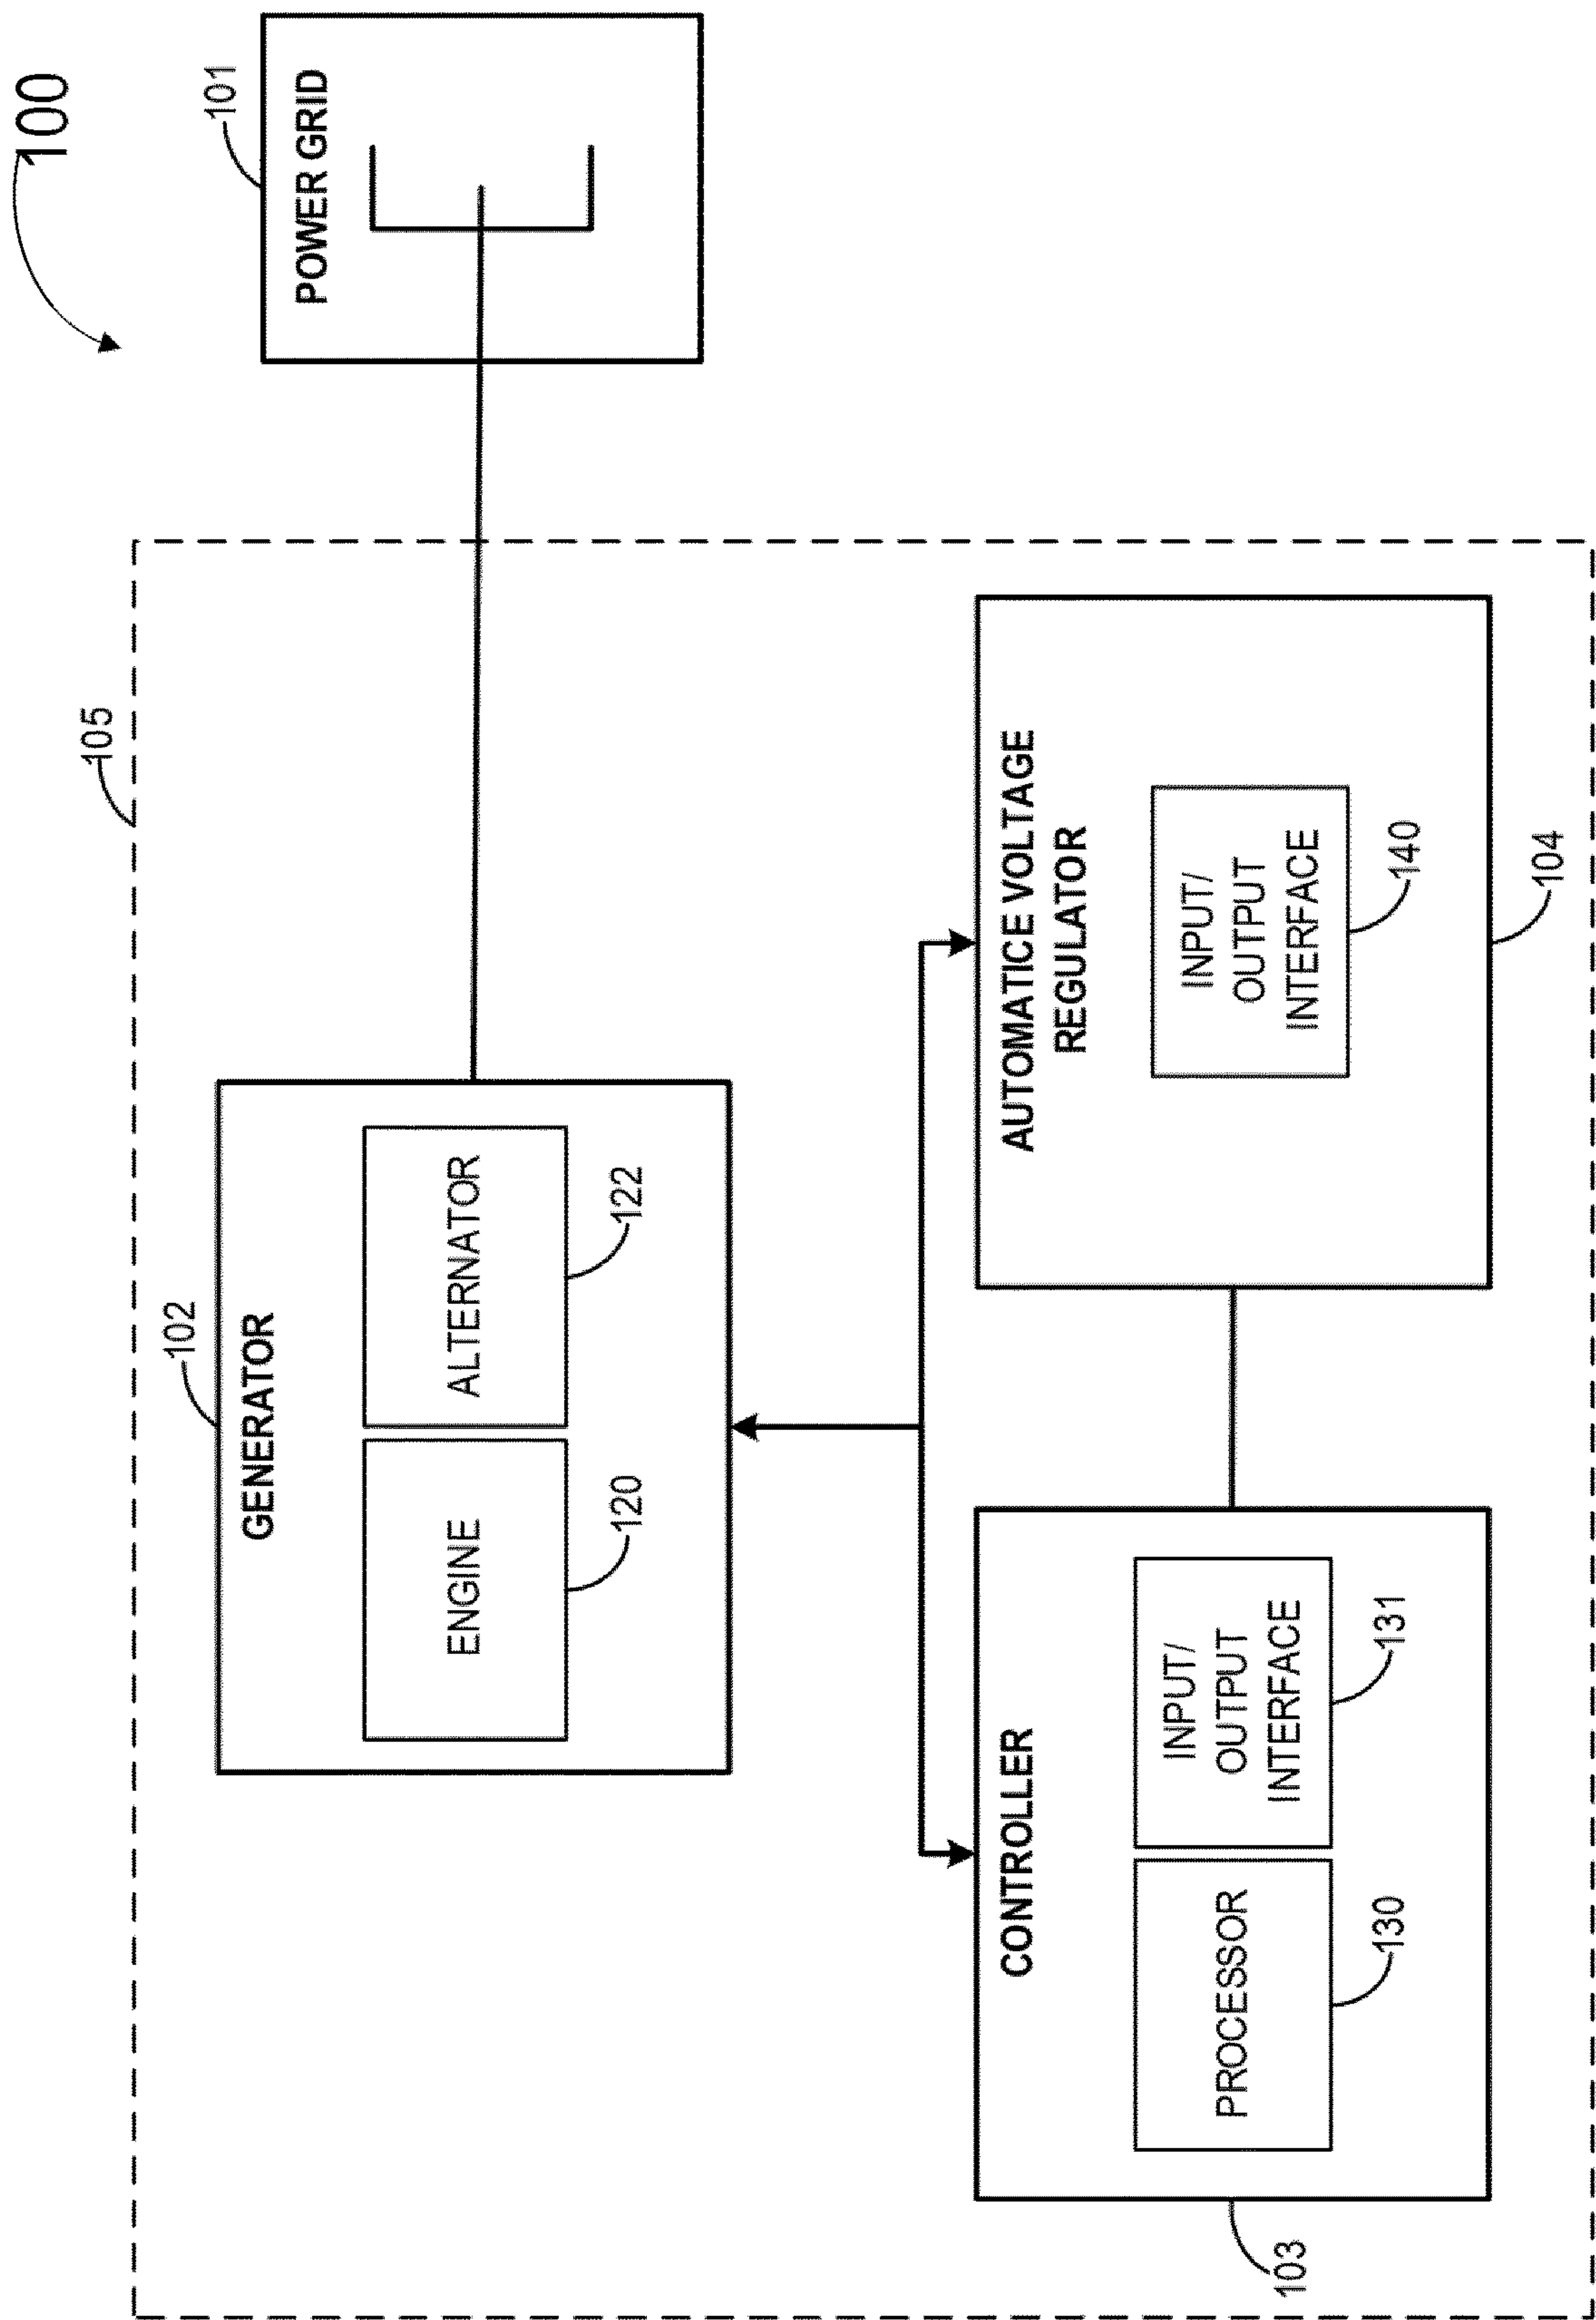 100
105
102
GENERATOR
ENGINE
120
ALTERNATOR
122
101
POWER GRID
CONTROLLER
PROCESSOR
130
INPUT/
OUTPUT
INTERFACE
131
103
AUTOMATICE VOLTAGE
REGULATOR
INPUT/
OUTPUT
INTERFACE
140
104